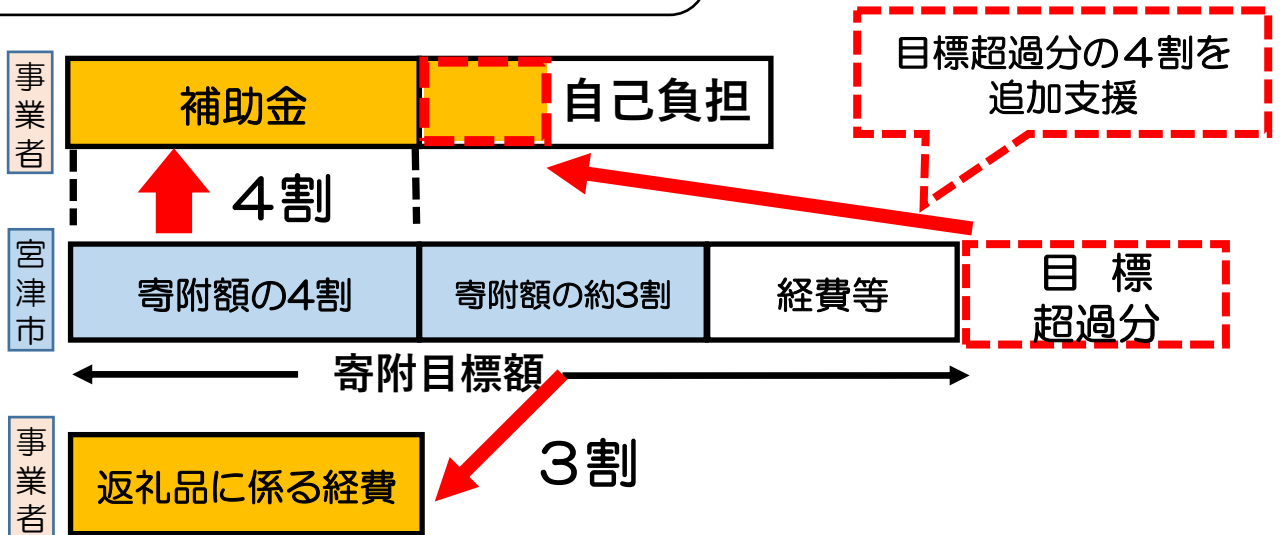 目標超過分の４割を
追加支援
事業者
補助金
自己負担
４割
宮津市
寄附額の４割
寄附額の約３割
経費等
目　標
超過分
寄附目標額
事業者
返礼品に係る経費
３割